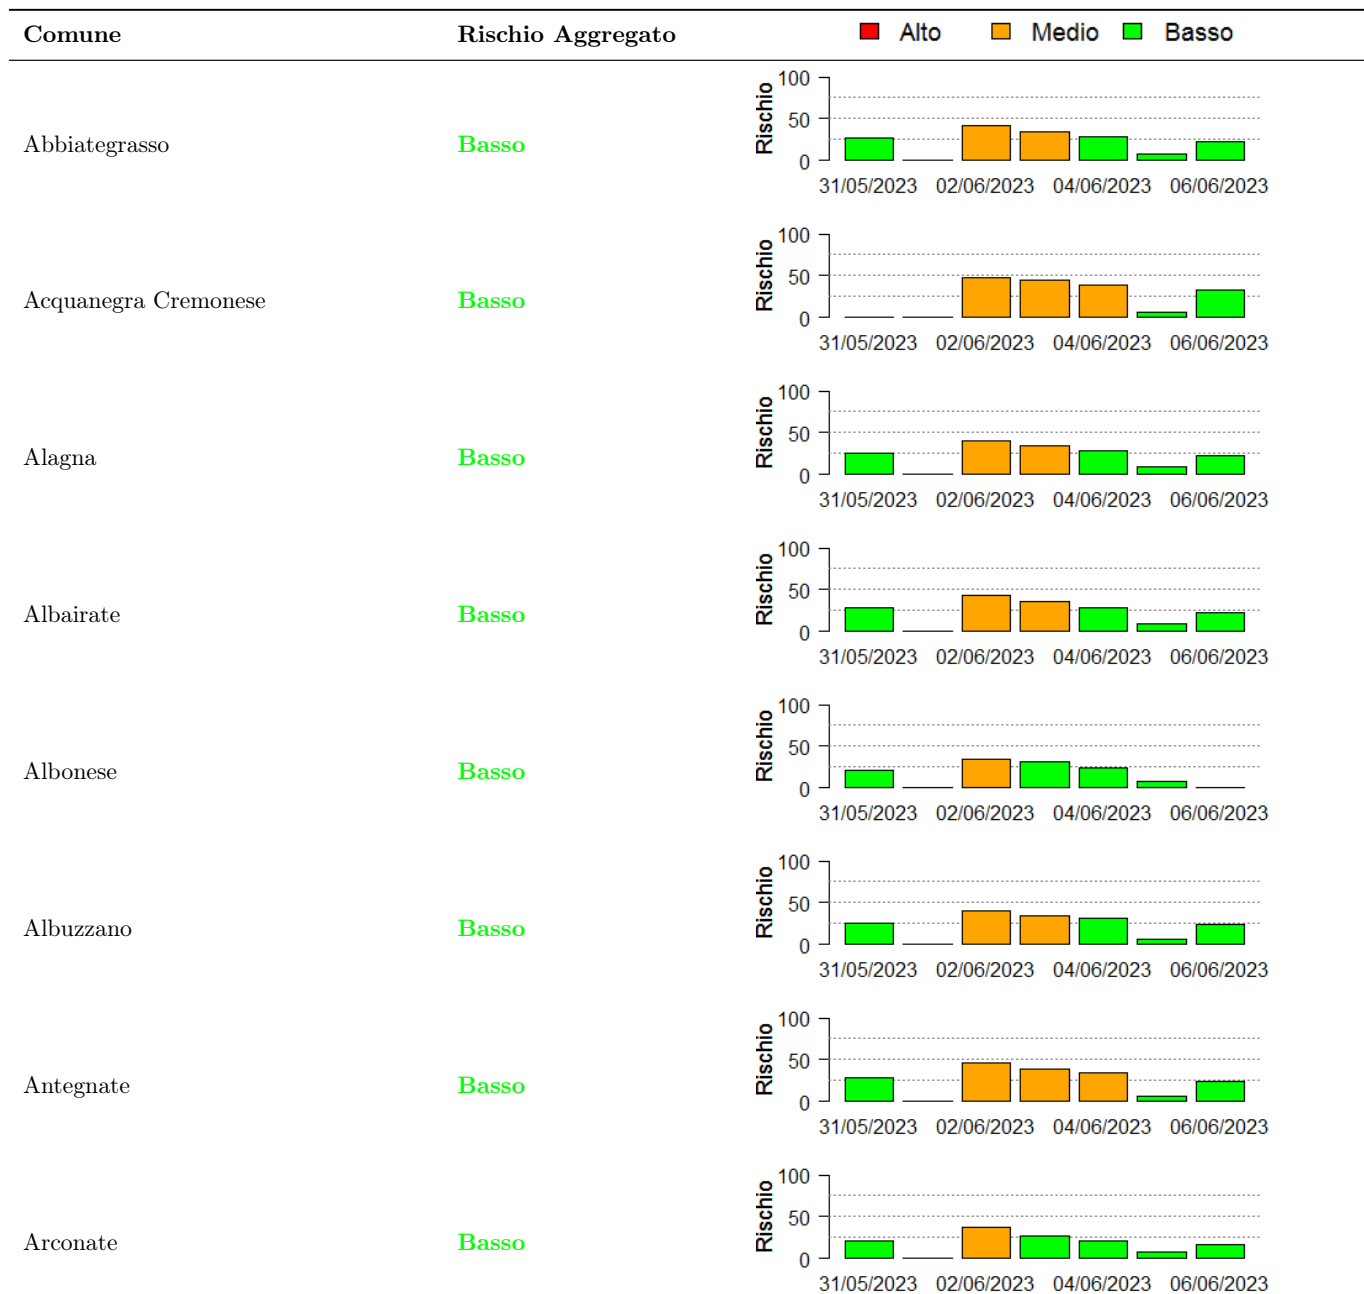 Comune Rischio Aggregato Alto Medio Basso
Abbiategrasso Basso Rischio 100 50 0
31/05/2023 02/06/2023 04/06/2023 06/06/2023
Acquanegra Cremonese Basso Rischio 100 50 0
31/05/2023 02/06/2023 04/06/2023 06/06/2023
Alagna Basso Rischio 100 50 0
31/05/2023 02/06/2023 04/06/2023 06/06/2023
Albairate Basso Rischio 100 50 0
31/05/2023 02/06/2023 04/06/2023 06/06/2023
Albonese Basso Rischio 100 50 0
31/05/2023 02/06/2023 04/06/2023 06/06/2023
Albuzzano Basso Rischio 100 50 0
31/05/2023 02/06/2023 04/06/2023 06/06/2023
Antegnate Basso Rischio 100 50 0
31/05/2023 02/06/2023 04/06/2023 06/06/2023
Arconate Basso Rischio 100 50 0
31/05/2023 02/06/2023 04/06/2023 06/06/2023